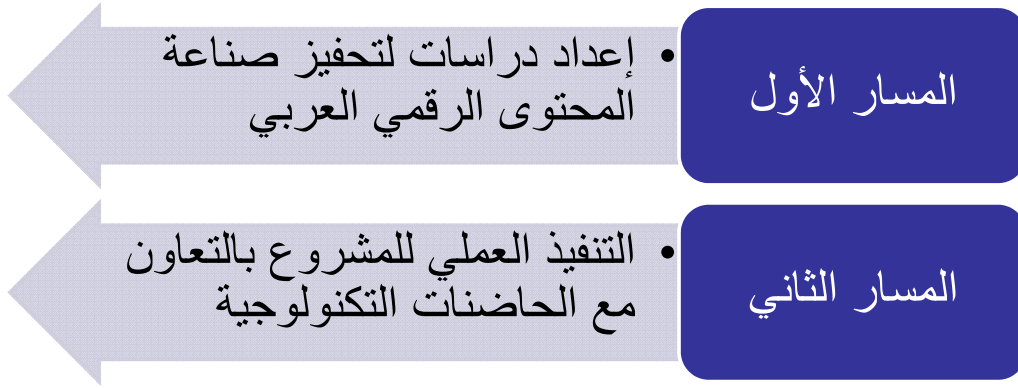 المسار الأول
• إعداد دراسات لتحفيز صناعة
المحتوى الرقمي العربي
المسار الثاني
• التنفيذ العملي للمشروع بالتعاون
مع الحاضنات التكنولوجية